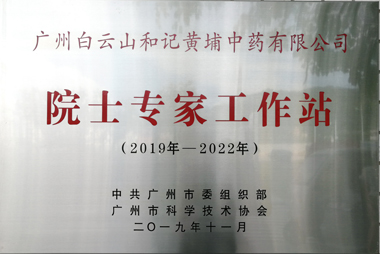 广州白云山和记黄埔中药有限公司
院士专家工作站
(2019年—2022年)
中共广州市委组织部
广州市科学技术协会
二〇一九年十一月